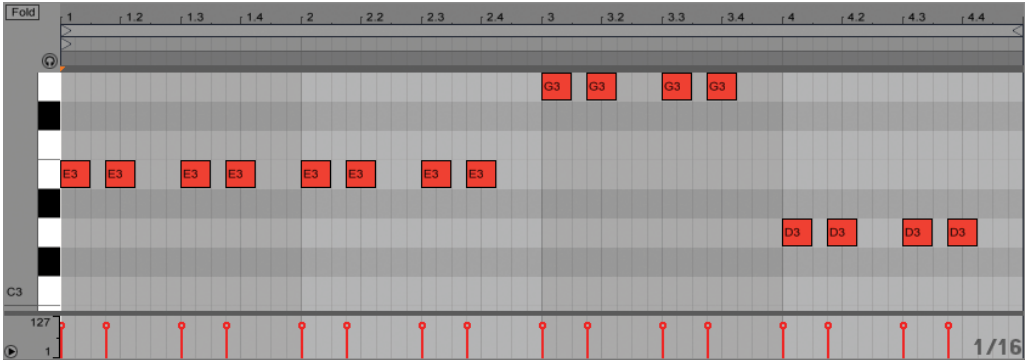 Fold
1 1.2 1.3 1.4 2 2.2 2.3 2.4 3 3.2 3.3 3.4 4 4.2 4.3 4.4
G3 G3 G3 G3
E3 E3 E3 E3 E3 E3 E3 E3
D3 D3 D3 D3
C3
127
1
1/16